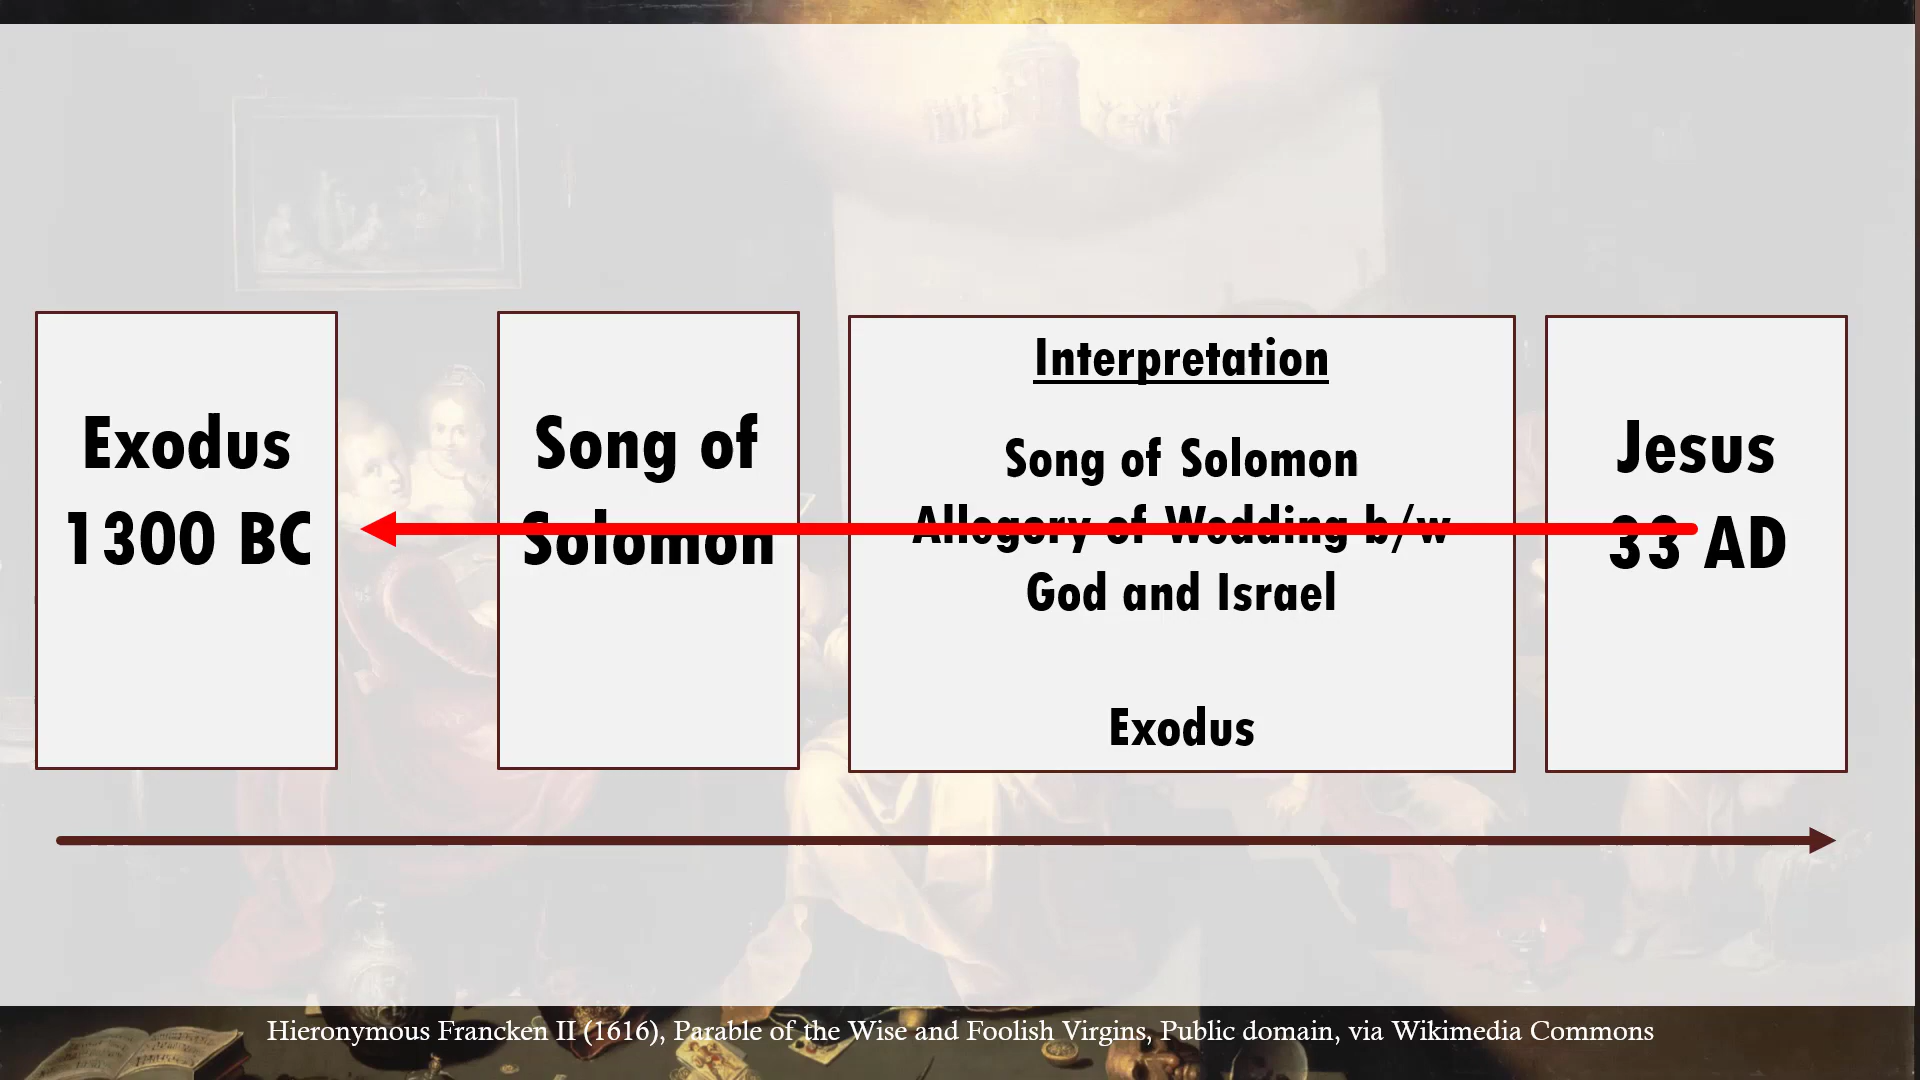 Exodus
1300 BC
Song of
Solomon
Interpretation
Song of Solomon
Allegory of Wedding b/w
God and Israel
Exodus
Jesus
33 AD
Hieronymous Francken II (1616), Parable of the Wise and Foolish Virgins, Public domain, via Wikimedia Commons